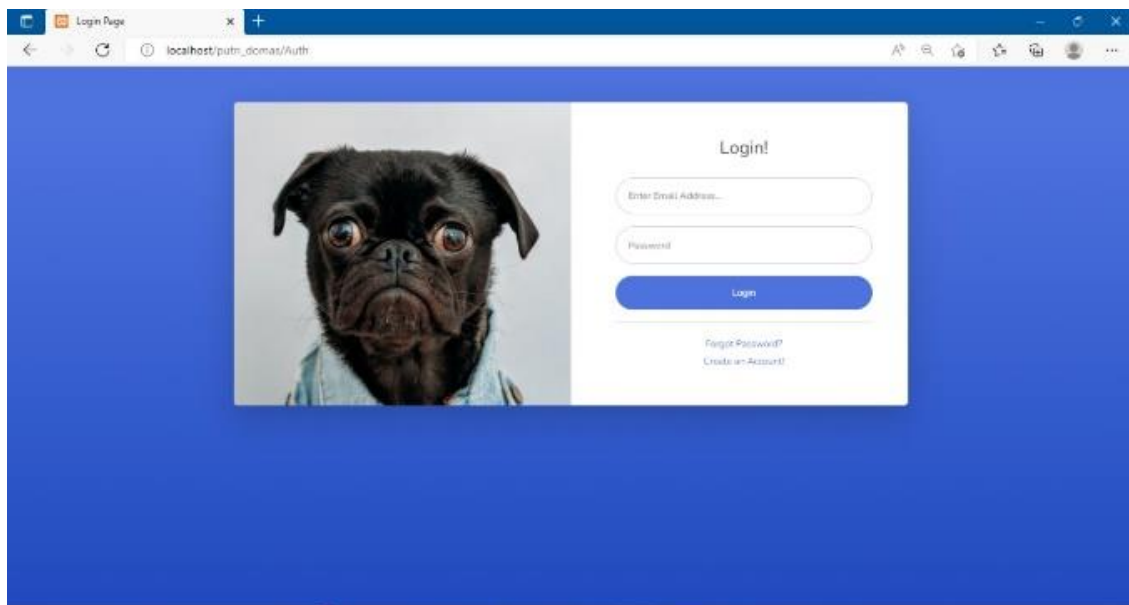 Login Page
localhost/putri_domas/Auth
Login!
Enter Email Address...
Password
Login
Forgot Password?
Create an Account!